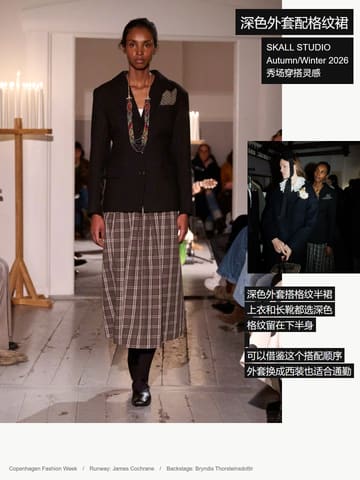 深色外套配格纹裙
SKALL STUDIO
Autumn/Winter 2026
秀场穿搭灵感
深色外套搭格纹半裙
上衣和长靴都选深色
格纹留在下半身
可以借鉴这个搭配顺序
外套换成西装也适合通勤
Copenhagen Fashion Week / Runway: James Cochrane / Backstage: Bryndis Thorsteinsdottir